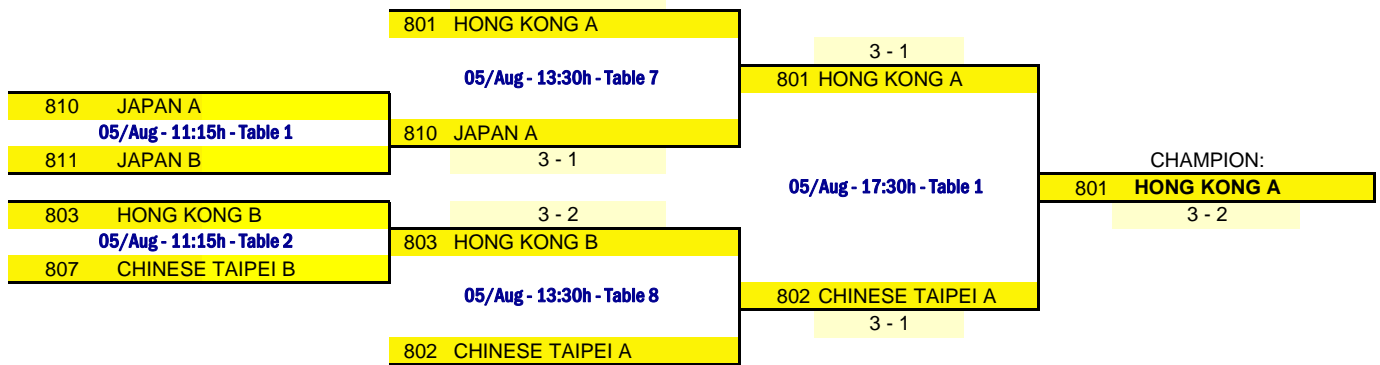 801 HONG KONG A
3 - 1
05/Aug - 13:30h - Table 7
801 HONG KONG A
810 JAPAN A
05/Aug - 11:15h - Table 1
810 JAPAN A
811 JAPAN B
3 - 1
CHAMPION:
05/Aug - 17:30h - Table 1
801 HONG KONG A
803 HONG KONG B
3 - 2
3 - 2
05/Aug - 11:15h - Table 2
803 HONG KONG B
807 CHINESE TAIPEI B
05/Aug - 13:30h - Table 8
802 CHINESE TAIPEI A
3 - 1
802 CHINESE TAIPEI A